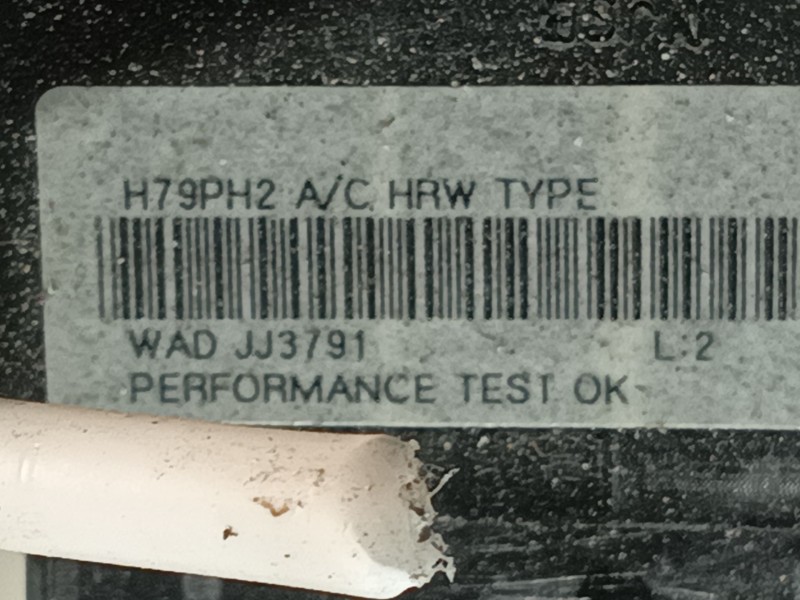 H79PH2 A/C HRW TYPE
WAD JJ3791 L:2
PERFORMANCE TEST OK